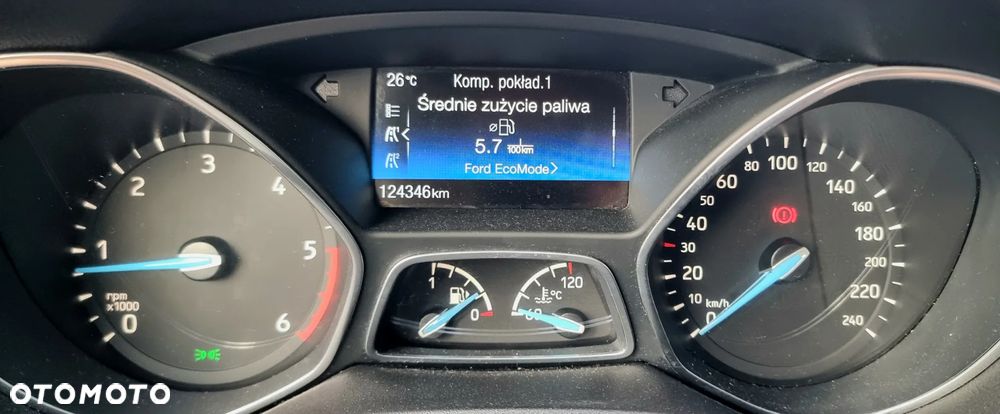 26°C
Komp. pokład.1
Średnie zużycie paliwa
ø
5.7 l/100km
Ford EcoMode>
124346km
0 1 2 3 4 5 6
rpm
x1000
1 0
60 120
°C
0 10 20 30 40 50 60 80 100 120 140 160 180 200 220 240
km/h
OTOMOTO